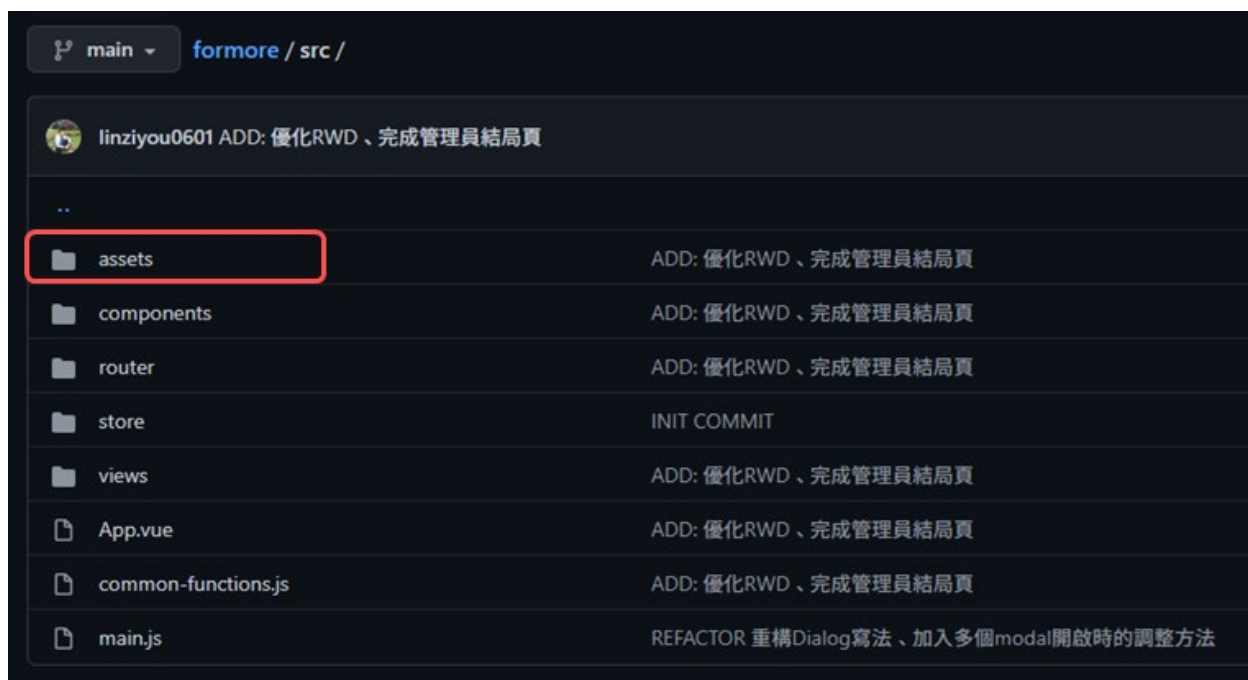 main
formore / src /
linziyou0601 ADD: 優化RWD、完成管理員結局頁
..
assets ADD: 優化RWD、完成管理員結局頁
components ADD: 優化RWD、完成管理員結局頁
router ADD: 優化RWD、完成管理員結局頁
store INIT COMMIT
views ADD: 優化RWD、完成管理員結局頁
App.vue ADD: 優化RWD、完成管理員結局頁
common-functions.js ADD: 優化RWD、完成管理員結局頁
main.js REFACTOR 重構Dialog寫法、加入多個modal開啟時的調整方法